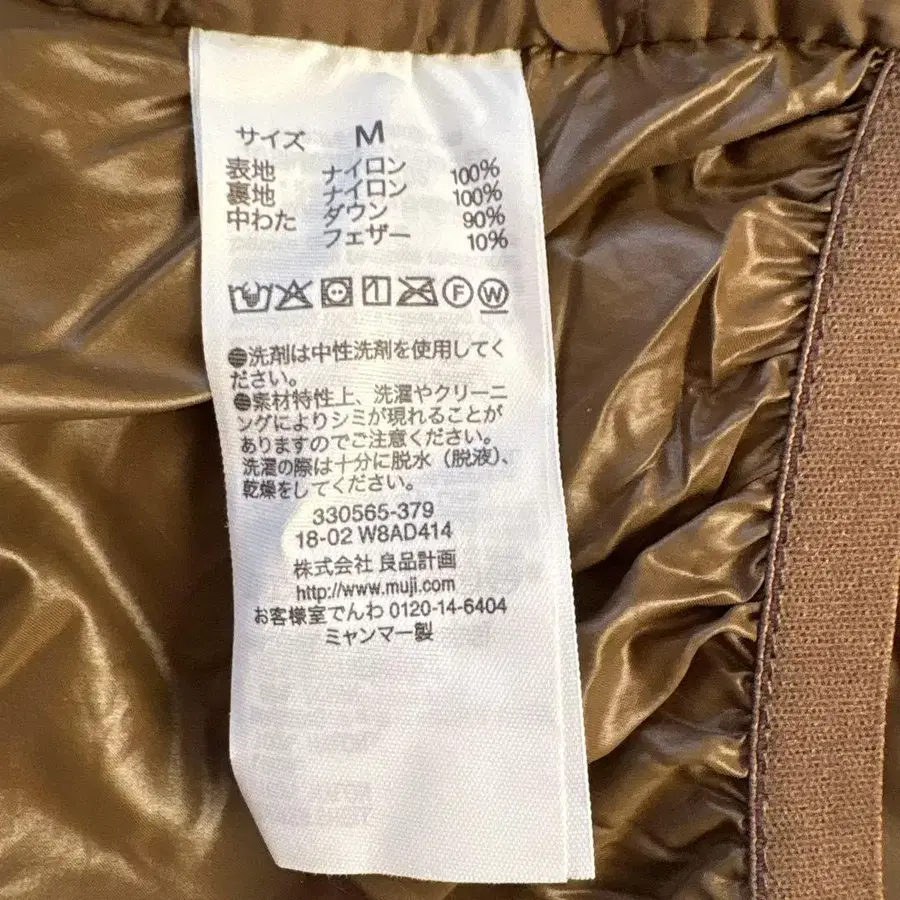 サイズ M
表地 ナイロン 100%
裏地 ナイロン 100%
中わた ダウン 90%
フェザー 10%
F W
●洗剤は中性洗剤を使用してく
ださい。
●素材特性上、洗濯やクリーニ
ングによりシミが現れることが
ありますのでご注意ください。
洗濯の際は十分に脱水（脱液）、
乾燥をしてください。
330565-379
18-02 W8AD414
株式会社 良品計画
http://www.muji.com
お客様室でんわ 0120-14-6404
ミャンマー製